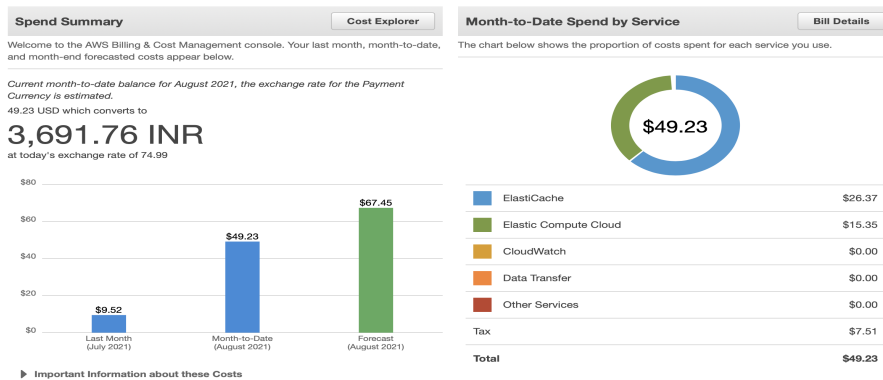 Spend Summary
Cost Explorer
Welcome to the AWS Billing & Cost Management console. Your last month, month-to-date,
and month-end forecasted costs appear below.
Current month-to-date balance for August 2021, the exchange rate for the Payment
Currency is estimated.
49.23 USD which converts to
3,691.76 INR
at today's exchange rate of 74.99
$80
$60
$40
$20
$0
$9.52
$49.23
$67.45
Last Month
(July 2021)
Month-to-Date
(August 2021)
Forecast
(August 2021)
Important Information about these Costs
Month-to-Date Spend by Service
Bill Details
The chart below shows the proportion of costs spent for each service you use.
$49.23
ElastiCache $26.37
Elastic Compute Cloud $15.35
CloudWatch $0.00
Data Transfer $0.00
Other Services $0.00
Tax $7.51
Total $49.23